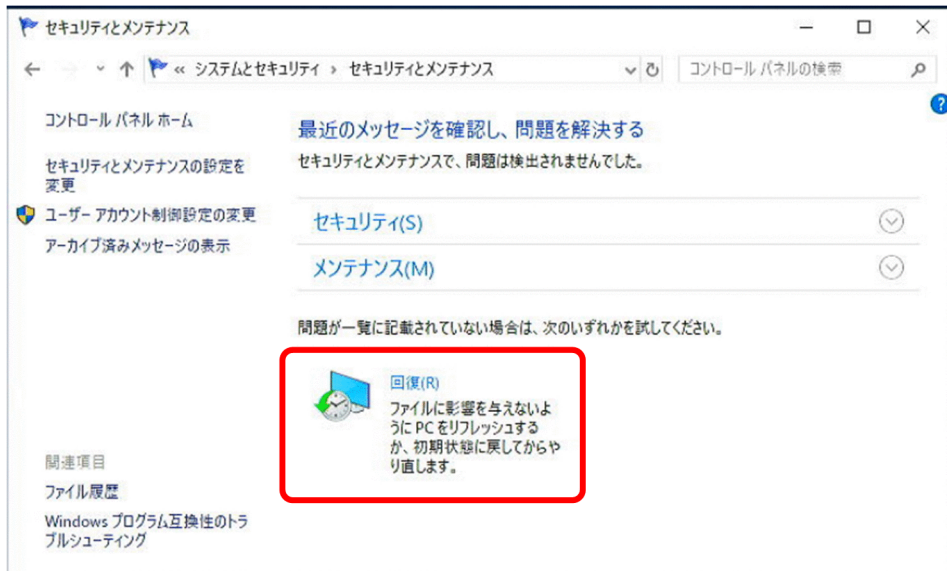 セキュリティとメンテナンス
« システムとセキュリティ › セキュリティとメンテナンス
コントロール パネルの検索
コントロール パネル ホーム
セキュリティとメンテナンスの設定を
変更
ユーザー アカウント制御設定の変更
アーカイブ済みメッセージの表示
最近のメッセージを確認し、問題を解決する
セキュリティとメンテナンスで、問題は検出されませんでした。
セキュリティ(S)
メンテナンス(M)
問題が一覧に記載されていない場合は、次のいずれかを試してください。
回復(R)
ファイルに影響を与えないよ
うに PC をリフレッシュする
か、初期状態に戻してからや
り直します。
関連項目
ファイル履歴
Windows プログラム互換性のトラ
ブルシューティング